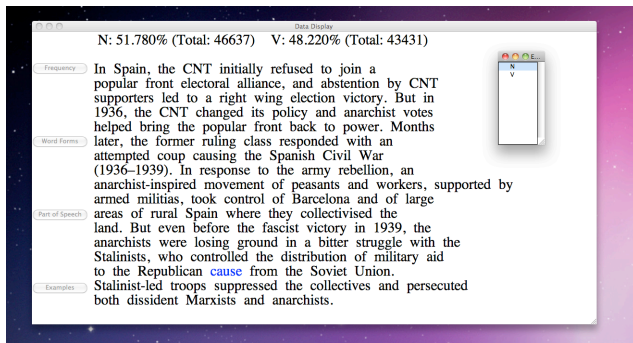 Data Display
N: 51.780% (Total: 46637) V: 48.220% (Total: 43431)
E...
N
V
Frequency
Word Forms
Part of Speech
Examples
In Spain, the CNT initially refused to join a
popular front electoral alliance, and abstention by CNT
supporters led to a right wing election victory. But in
1936, the CNT changed its policy and anarchist votes
helped bring the popular front back to power. Months
later, the former ruling class responded with an
attempted coup causing the Spanish Civil War
(1936–1939). In response to the army rebellion, an
anarchist-inspired movement of peasants and workers, supported by
armed militias, took control of Barcelona and of large
areas of rural Spain where they collectivised the
land. But even before the fascist victory in 1939, the
anarchists were losing ground in a bitter struggle with the
Stalinists, who controlled the distribution of military aid
to the Republican cause from the Soviet Union.
Stalinist-led troops suppressed the collectives and persecuted
both dissident Marxists and anarchists.